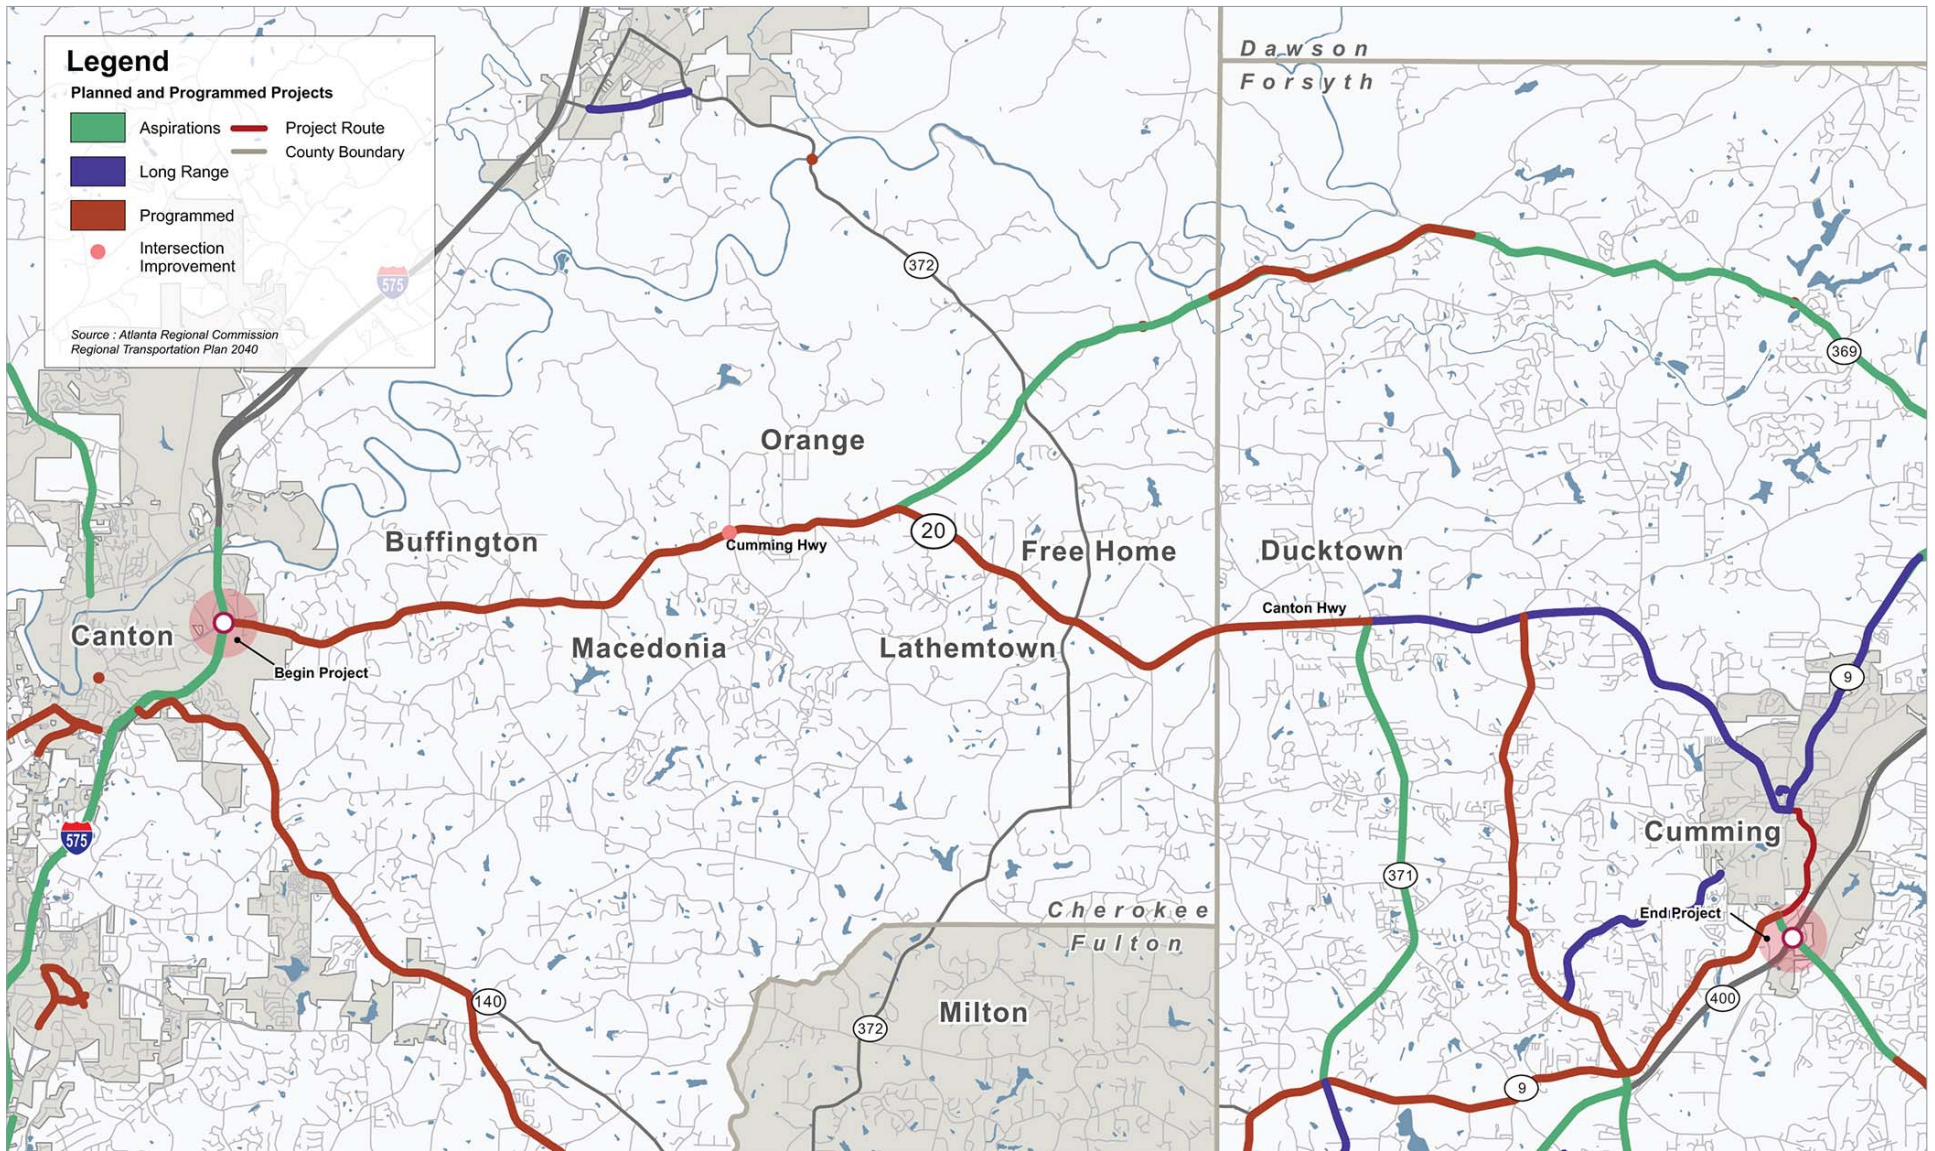 Legend
Planned and Programmed Projects
Aspirations
Project Route
County Boundary
Long Range
Programmed
Intersection
Improvement
Source : Atlanta Regional Commission
Regional Transportation Plan 2040
575
Dawson
Forsyth
372
369
Orange
Buffington
Cumming Hwy
20
Free Home
Ducktown
Canton Hwy
Canton
Begin Project
Macedonia
Lathemtown
9
575
Cumming
371
Cherokee
Fulton
End Project
140
372
Milton
400
9